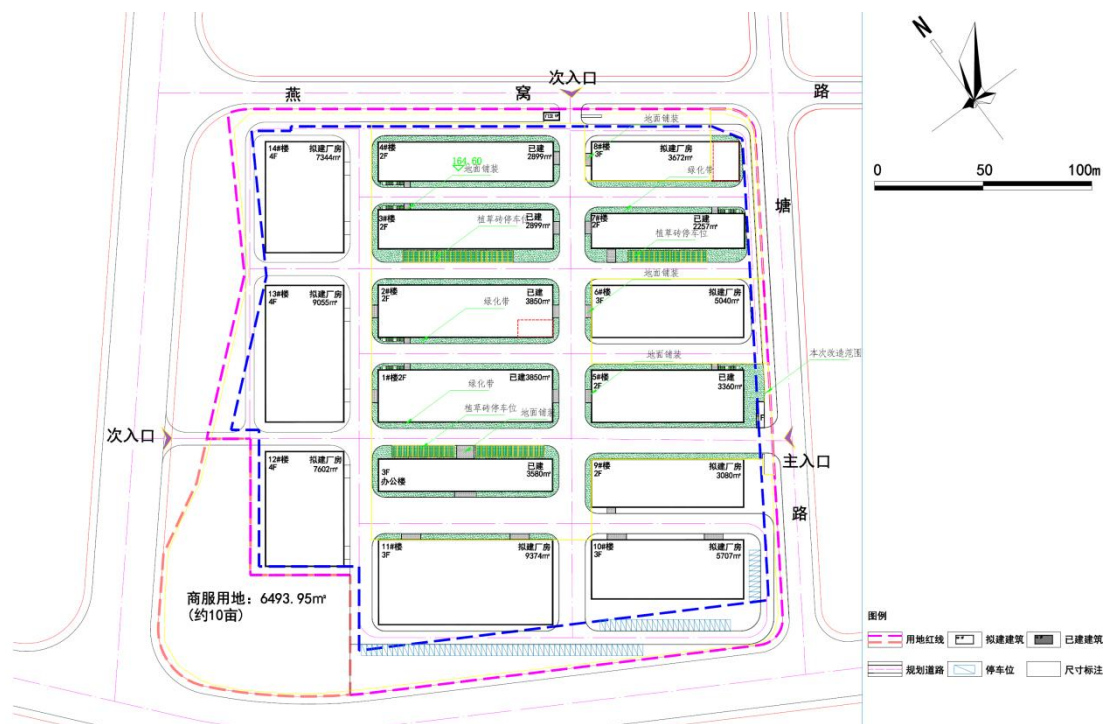 N
次入口
燕
窝
路
地面铺装
14#楼
4F
拟建厂房
7344㎡
4#楼
2F
已建
2899㎡
164.60
地面铺装
8#楼
3F
拟建厂房
3672㎡
绿化带
0
50
100m
塘
3#楼
2F
已建
2899㎡
植草砖停车位
7#楼
2F
已建
2257㎡
植草砖停车位
地面铺装
13#楼
4F
拟建厂房
9055㎡
2#楼
2F
已建
3850㎡
绿化带
6#楼
3F
拟建厂房
5040㎡
地面铺装
本次改造范围
1#楼2F
已建3850㎡
绿化带
植草砖停车位
地面铺装
5#楼
2F
已建
3360㎡
次入口
主入口
12#楼
4F
拟建厂房
7602㎡
3F
办公楼
已建
3580㎡
9#楼
2F
拟建厂房
3080㎡
路
11#楼
3F
拟建厂房
9374㎡
10#楼
3F
拟建厂房
5707㎡
商服用地：6493.95㎡
(约10亩)
图例
用地红线
拟建建筑
已建建筑
规划道路
停车位
尺寸标注